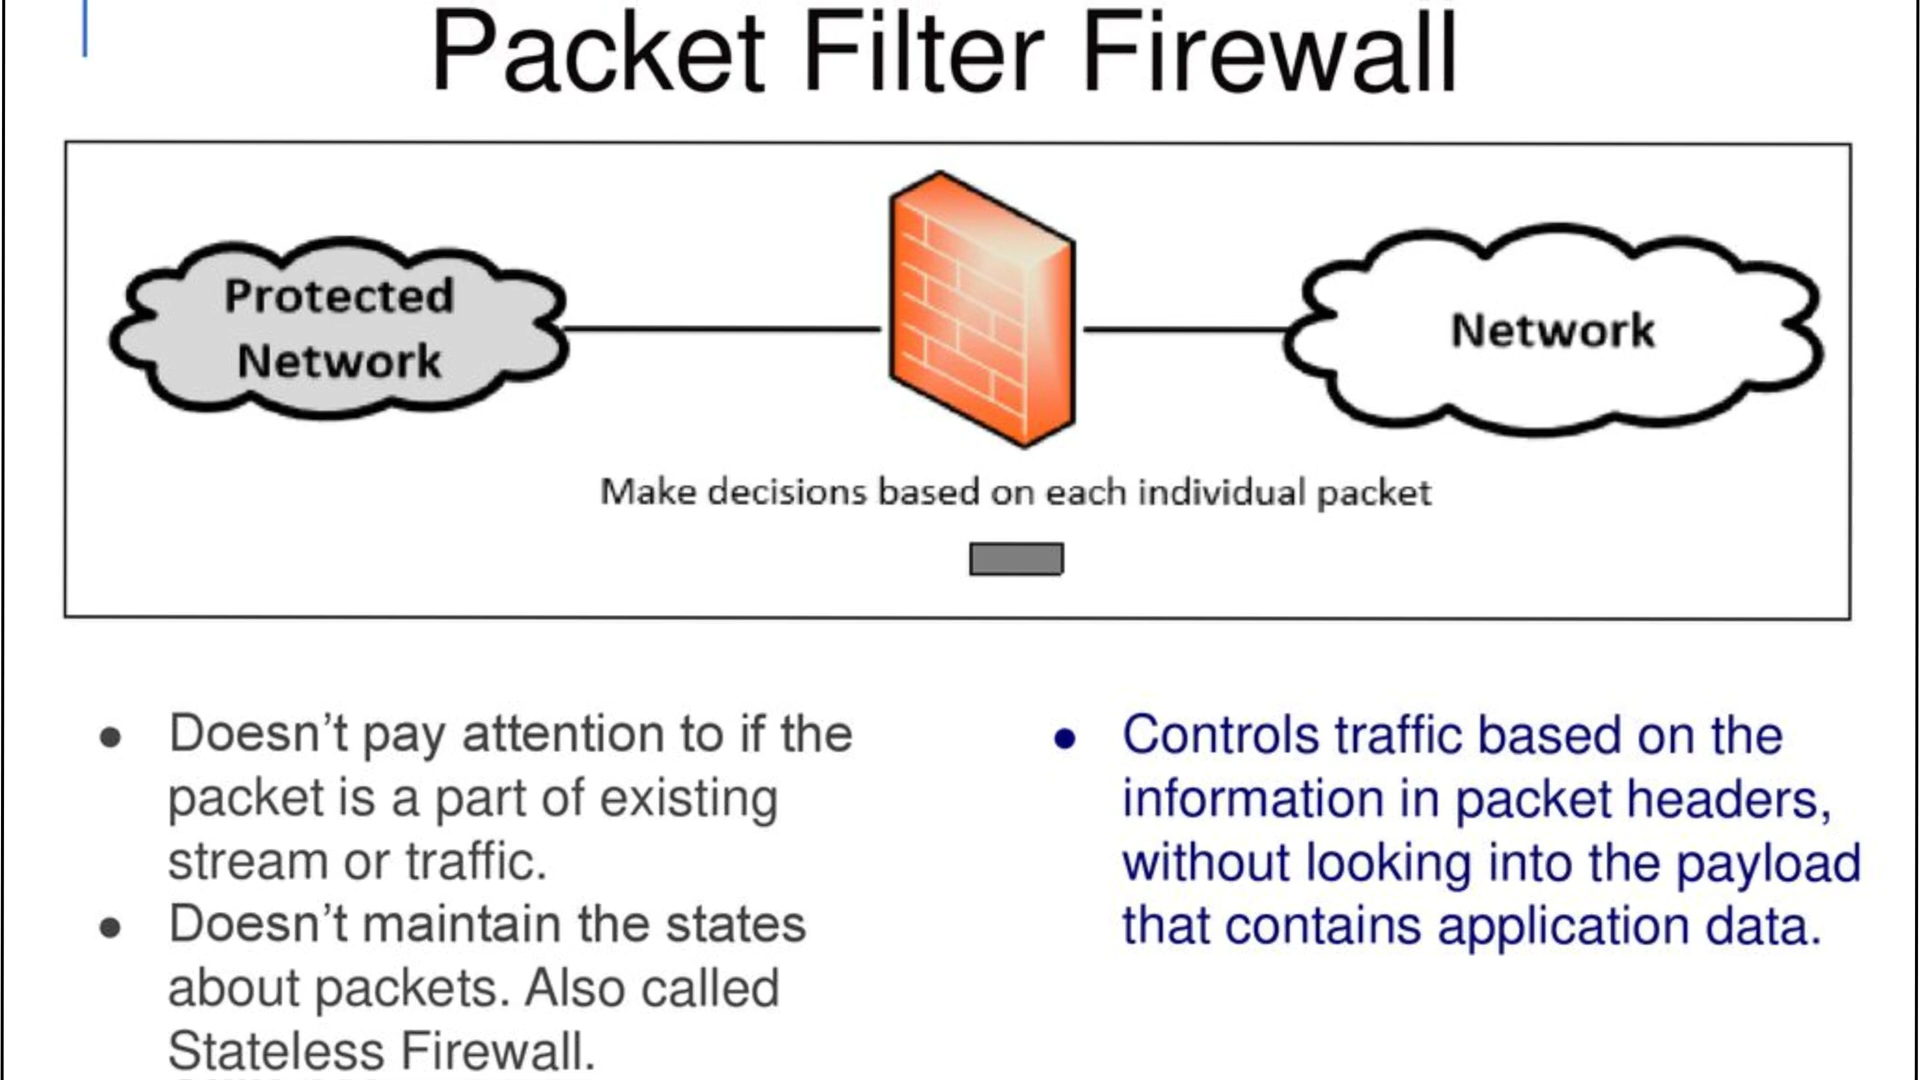 Packet Filter Firewall
Protected
Network
Network
Make decisions based on each individual packet
● Doesn’t pay attention to if the
packet is a part of existing
stream or traffic.
● Doesn’t maintain the states
about packets. Also called
Stateless Firewall.
● Controls traffic based on the
information in packet headers,
without looking into the payload
that contains application data.